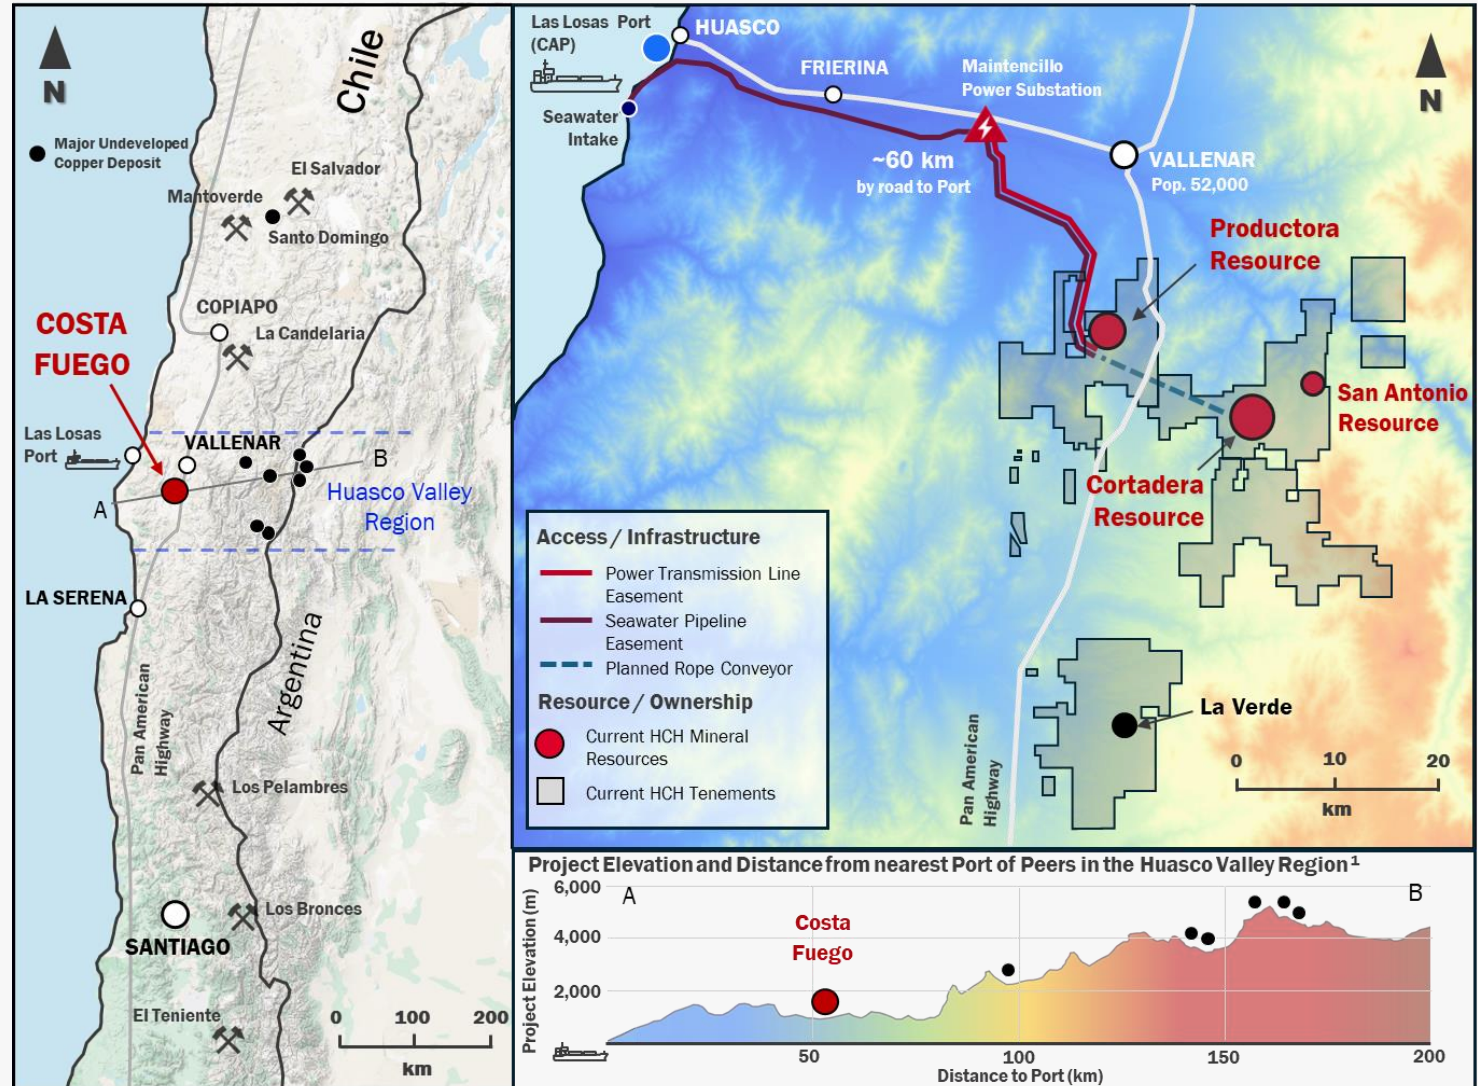 N
Major Undeveloped
Copper Deposit
Chile
El Salvador
Mantoverde
Santo Domingo
COPIAPO
La Candelaria
COSTA
FUEGO
Las Losas
Port
VALLENAR
A
B
Huasco Valley
Region
LA SERENA
Argentina
Pan American
Highway
Los Pelambres
Los Bronces
SANTIAGO
El Teniente
0 100 200
km
Las Losas Port
(CAP)
HUASCO
Seawater
Intake
FRIERINA
Maintencillo
Power Substation
N
~60 km
by road to Port
VALLENAR
Pop. 52,000
Productora
Resource
San Antonio
Resource
Cortadera
Resource
La Verde
Pan American
Highway
0 10 20
km
Access / Infrastructure
Power Transmission Line
Easement
Seawater Pipeline
Easement
Planned Rope Conveyor
Resource / Ownership
Current HCH Mineral
Resources
Current HCH Tenements
Project Elevation and Distance from nearest Port of Peers in the Huasco Valley Region 1
Project Elevation (m)
6,000
4,000
2,000
A
B
Costa
Fuego
50 100 150 200
Distance to Port (km)